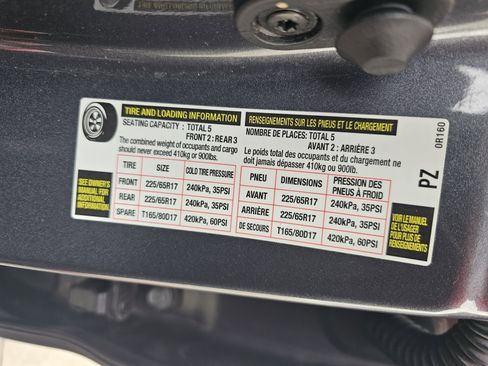 TIRE AND LOADING INFORMATION
SEATING CAPACITY : TOTAL 5
FRONT 2 : REAR 3
The combined weight of occupants and cargo
should never exceed 410kg or 900lbs.
TIRE SIZE COLD TIRE PRESSURE
FRONT 225/65R17 240kPa, 35PSI
REAR 225/65R17 240kPa, 35PSI
SPARE T165/80D17 420kPa, 60PSI
SEE OWNER'S
MANUAL FOR
ADDITIONAL
INFORMATION
RENSEIGNEMENTS SUR LES PNEUS ET LE CHARGEMENT
NOMBRE DE PLACES: TOTAL 5
AVANT 2 : ARRIÈRE 3
Le poids total des occupants et du chargement ne
doit jamais dépasser 410kg or 900lb.
PNEU DIMENSIONS PRESSION DES
PNEUS À FROID
AVANT 225/65R17 240kPa, 35PSI
ARRIÈRE 225/65R17 240kPa, 35PSI
DE SECOURS T165/80D17 420kPa, 60PSI
VOIR LE MANUEL
DE L'USAGER
POUR PLUS DE
RENSEIGNEMENTS
PZ
0R160